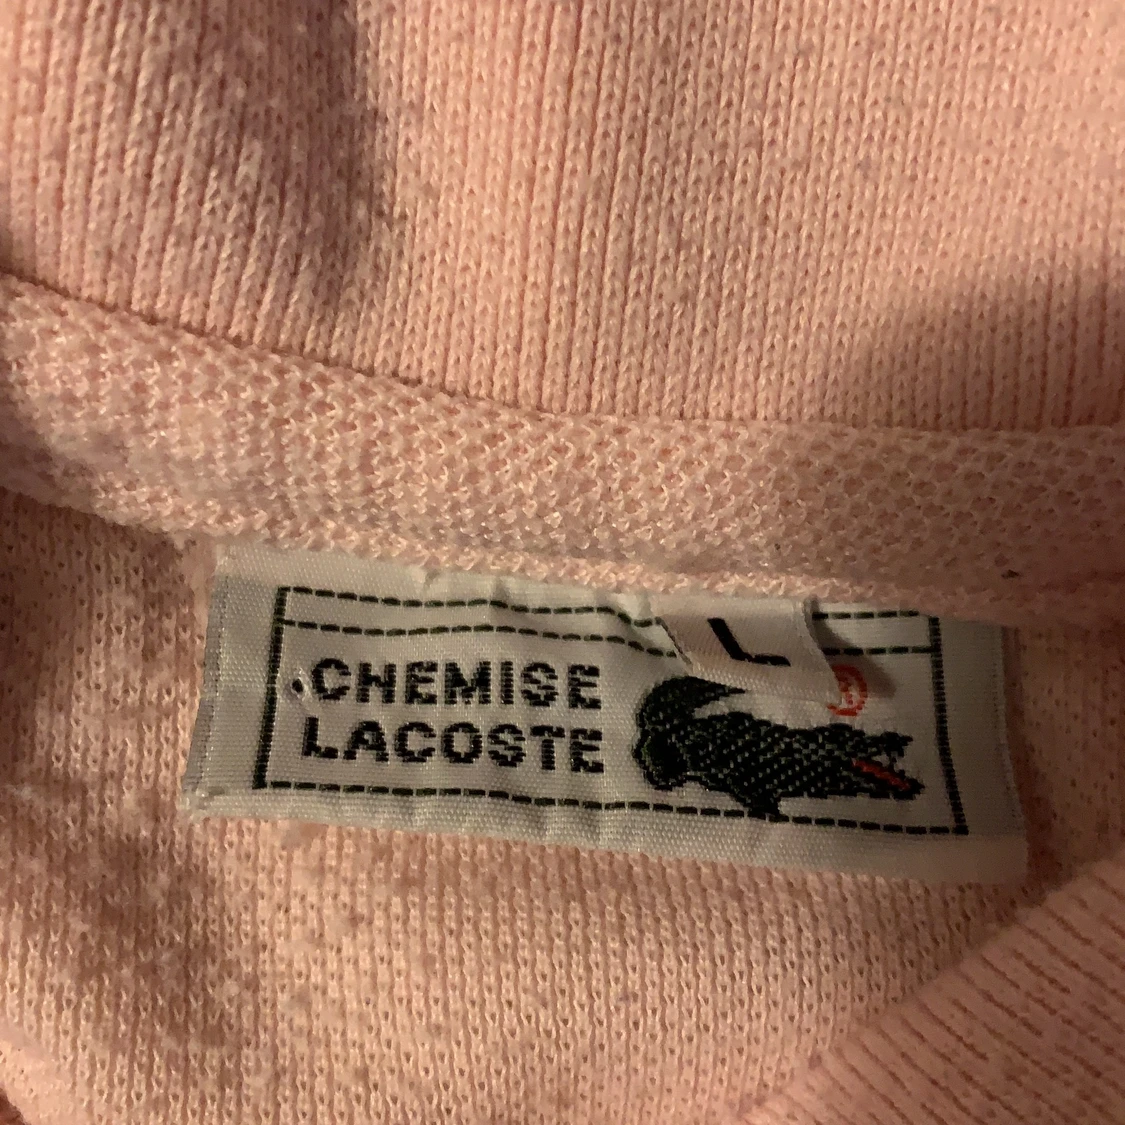 L
CHEMISE
LACOSTE
®